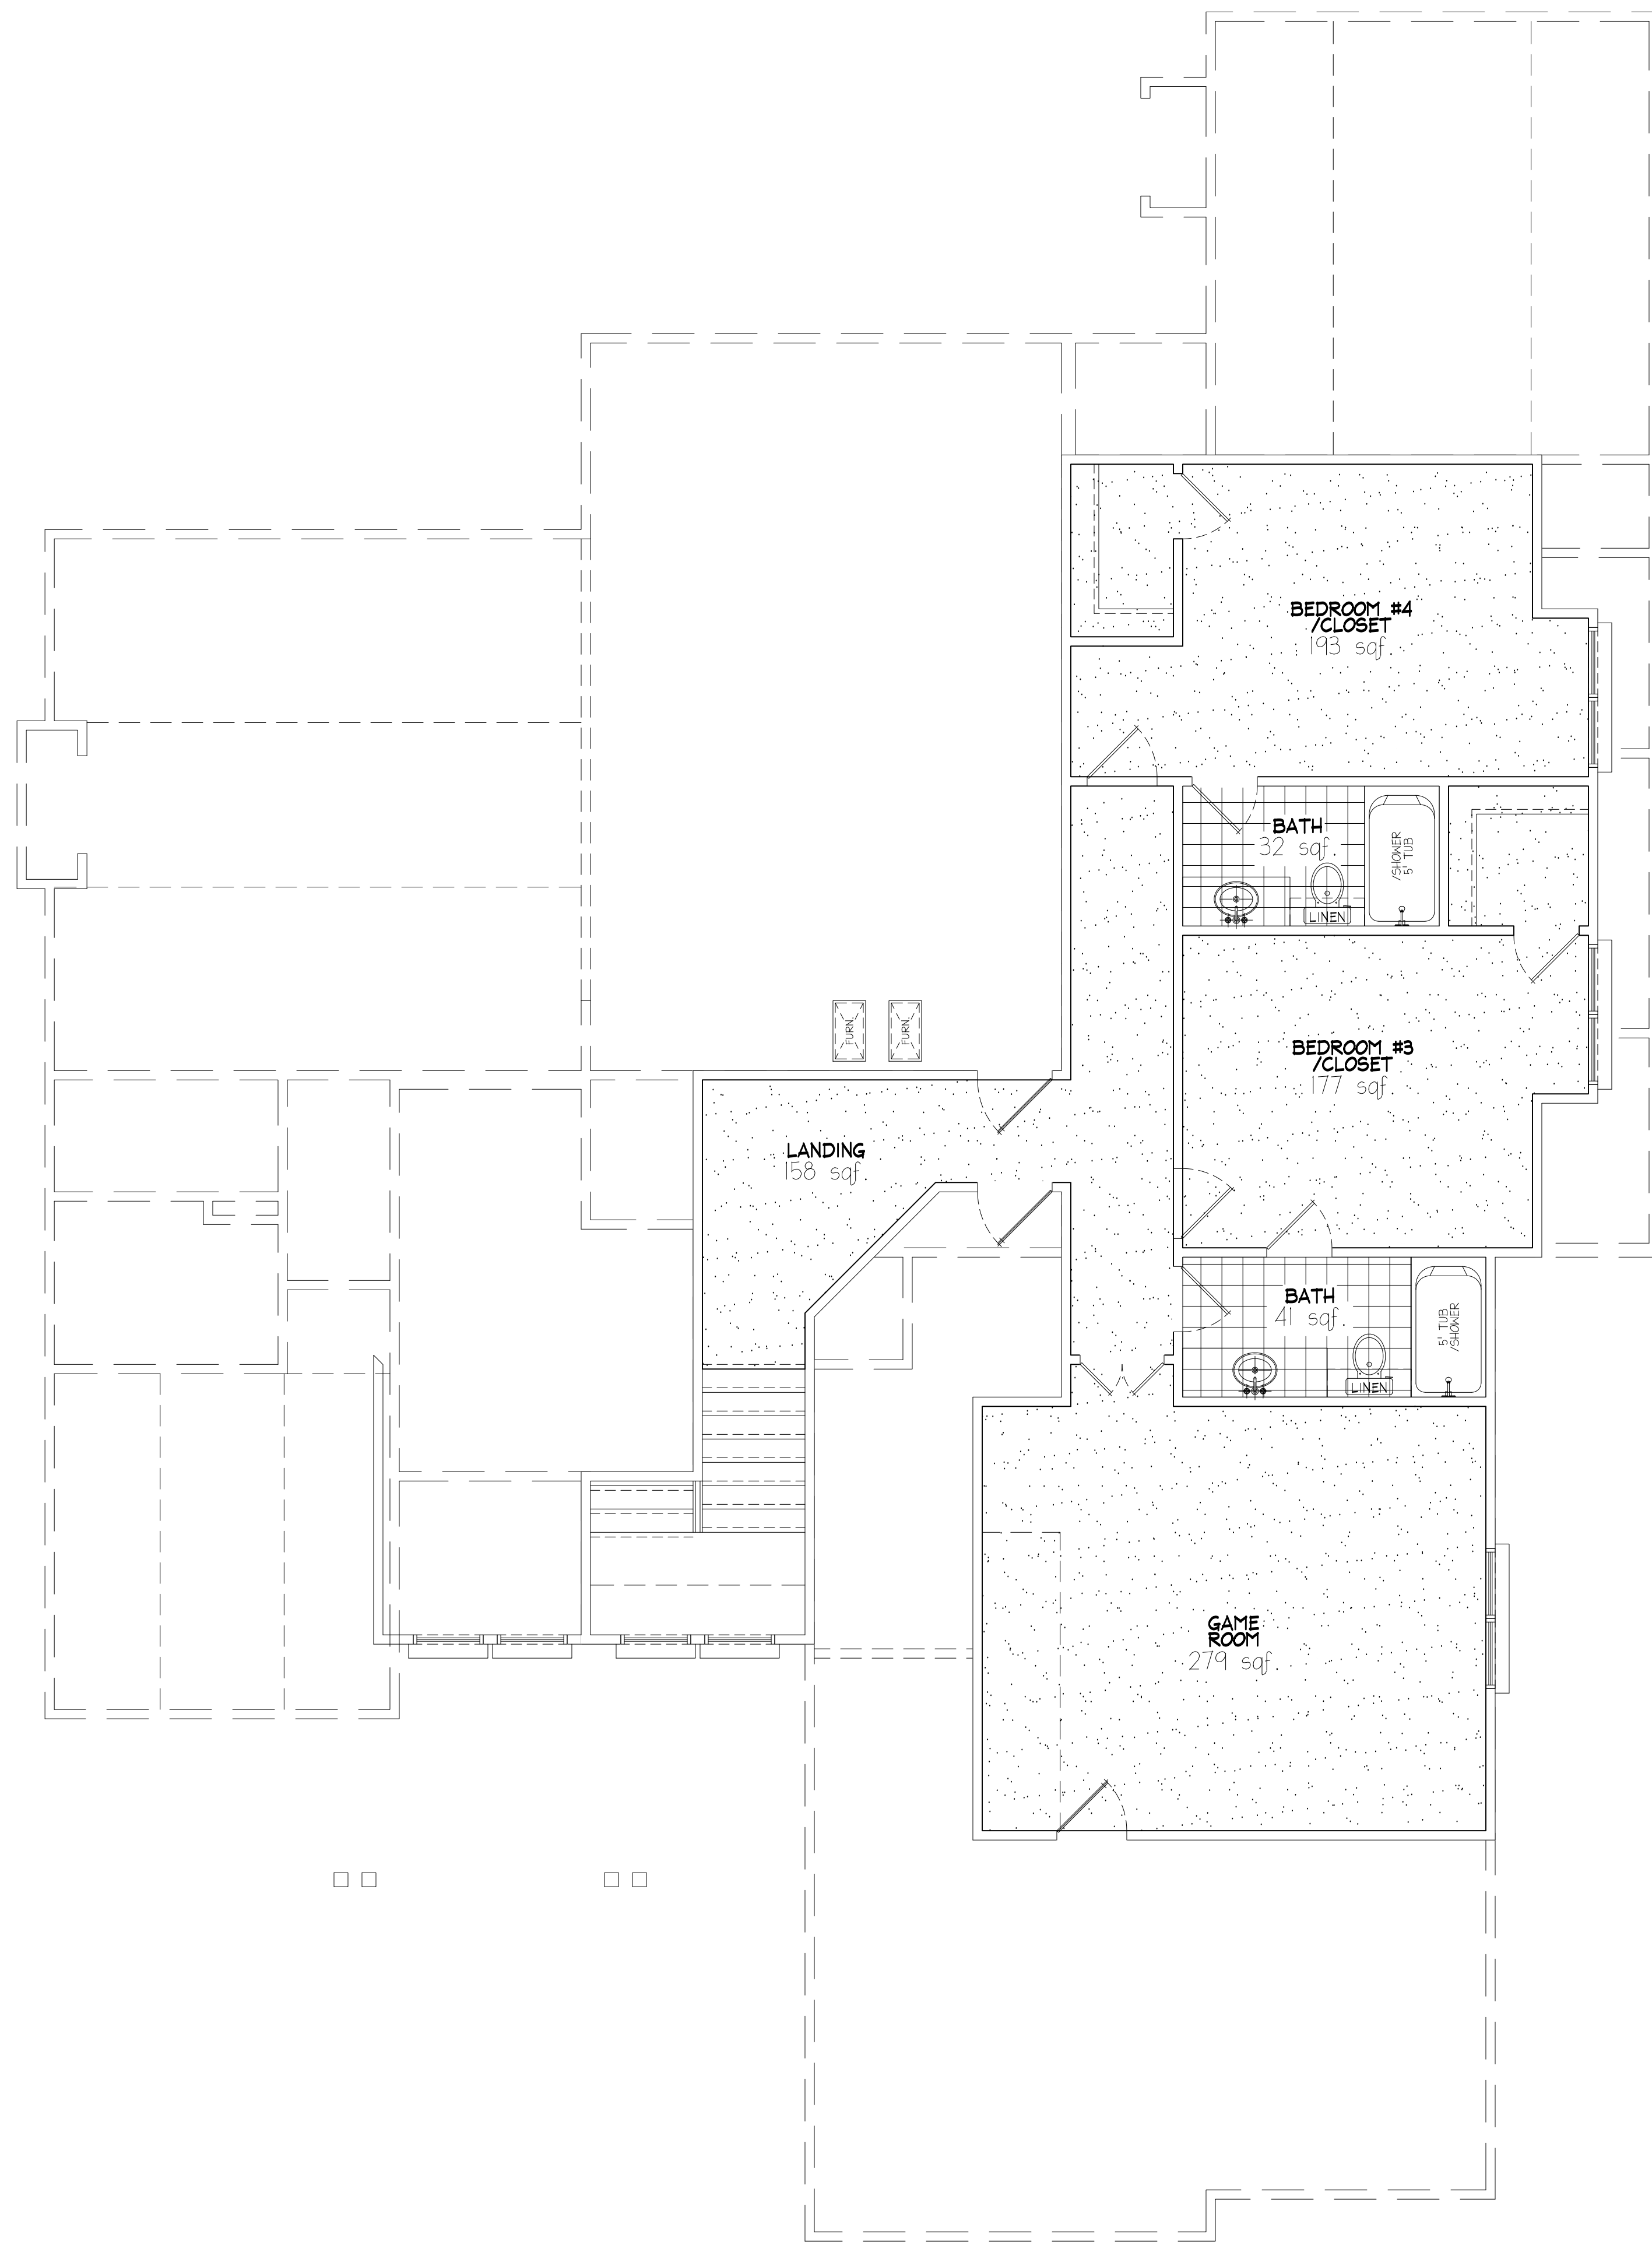 BEDROOM #4
/CLOSET
193 sqf.
BATH
32 sqf.
/SHOWER
5' TUB
LINEN
FURN.
FURN.
BEDROOM #3
/CLOSET
177 sqf.
LANDING
158 sqf.
BATH
41 sqf.
5' TUB
/SHOWER
LINEN
GAME
ROOM
279 sqf.